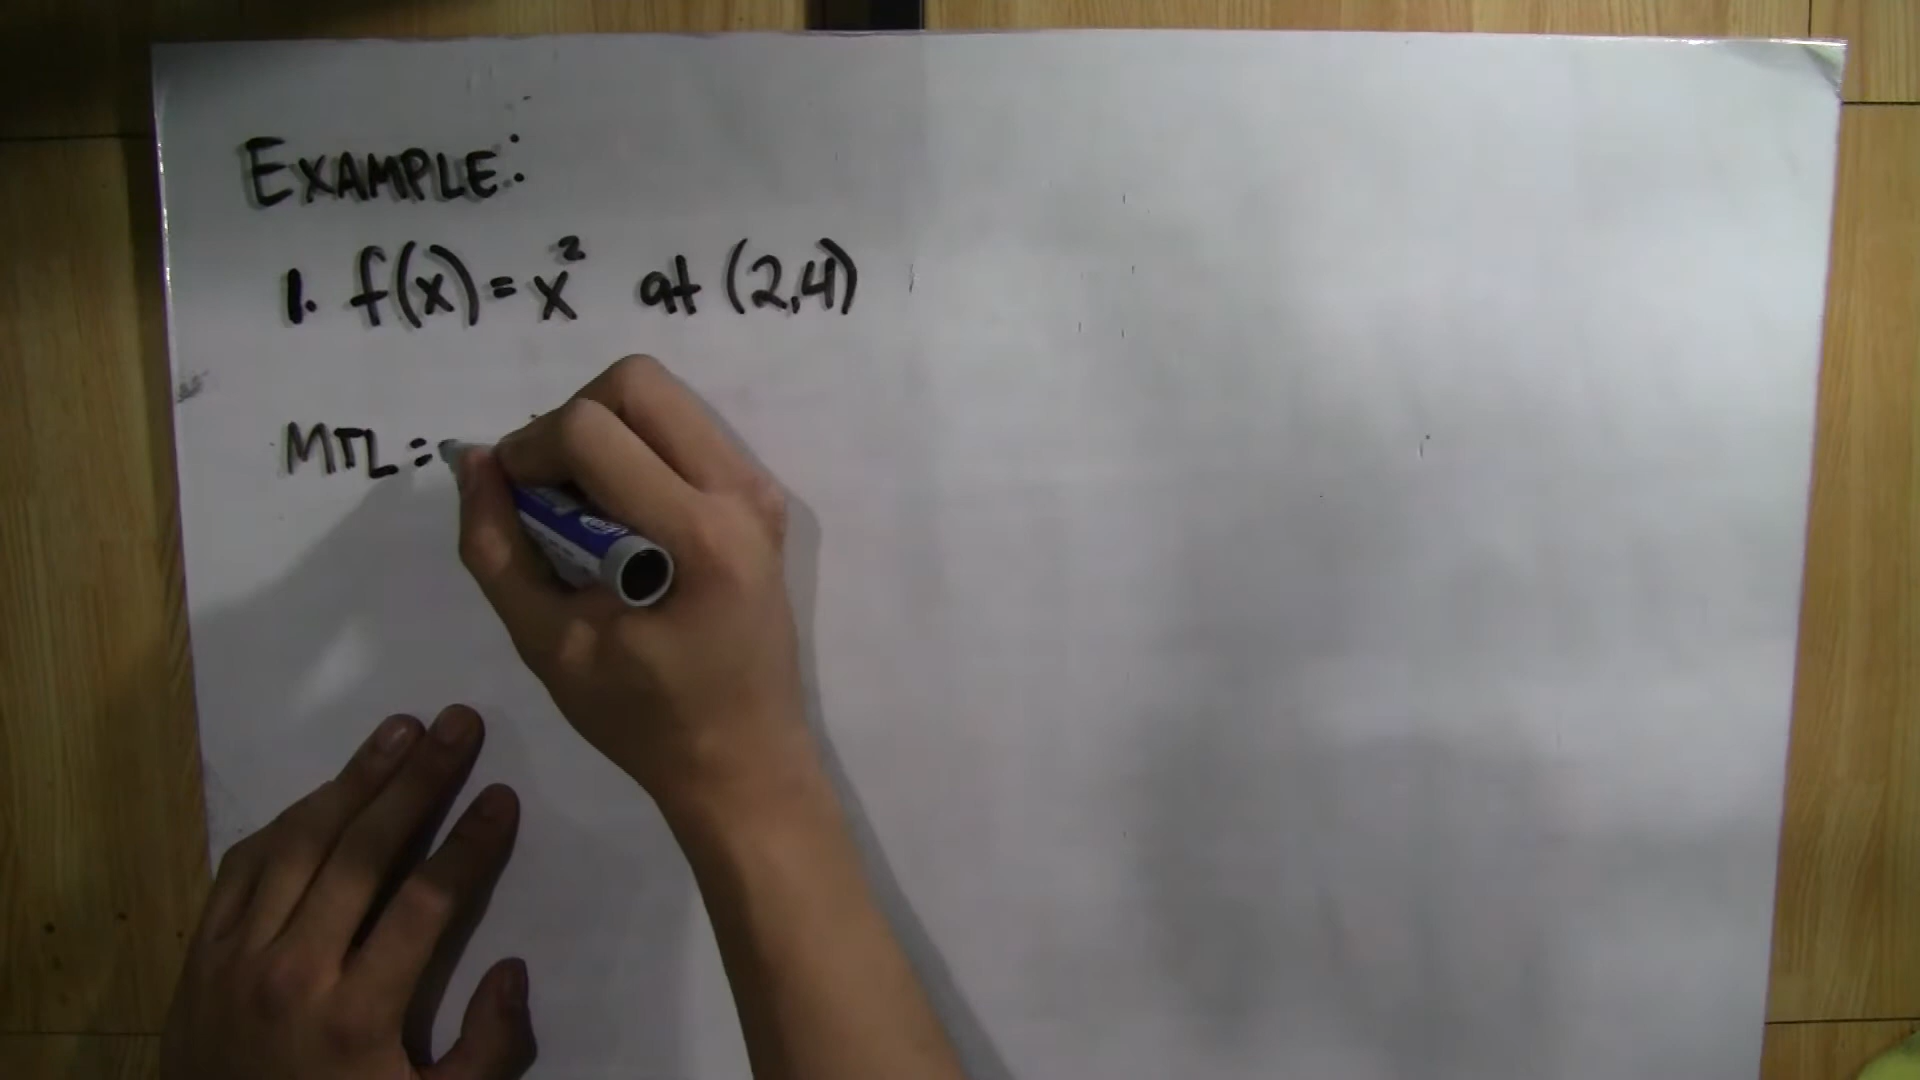 EXAMPLE:
1. f(x) = x² at (2,4)
MTL =